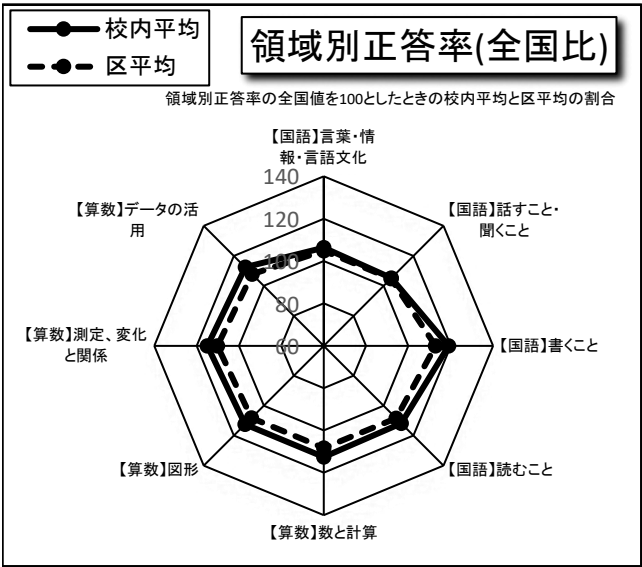 校内平均
区平均
領域別正答率(全国比)
領域別正答率の全国値を100としたときの校内平均と区平均の割合
【国語】言葉・情
報・言語文化
140
120
100
80
60
【国語】話すこと・
聞くこと
【国語】書くこと
【国語】読むこと
【算数】数と計算
【算数】図形
【算数】測定、変化
と関係
【算数】データの活
用